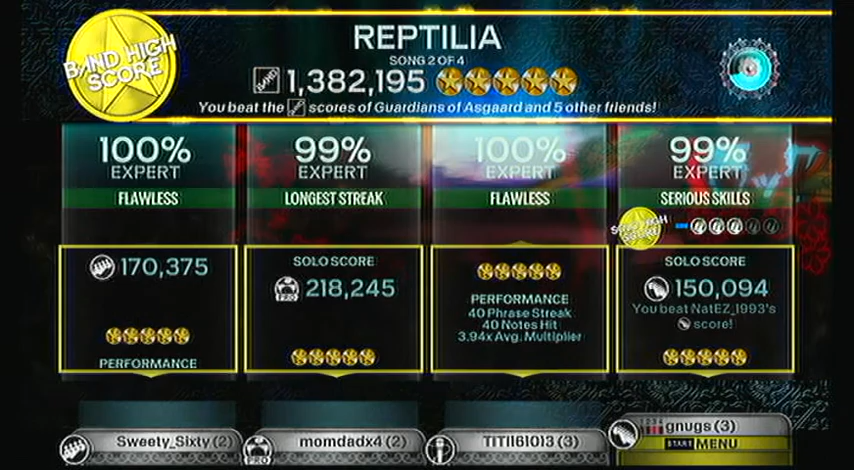 BAND HIGH SCORE
REPTILIA
SONG 2 OF 4
BAND 1,382,195
You beat the scores of Guardians of Asgaard and 5 other friends!
100%
EXPERT
FLAWLESS
170,375
PERFORMANCE
99%
EXPERT
LONGEST STREAK
SOLO SCORE
PRO 218,245
100%
EXPERT
FLAWLESS
PERFORMANCE
40 Phrase Streak
40 Notes Hit
3.94x Avg. Multiplier
99%
EXPERT
SERIOUS SKILLS
SOLO HIGH SCORE
SOLO SCORE
150,094
You beat NatEZ_1993's
score!
Sweety_Sixty (2)
PRO momdadx4 (2)
gnugs (3)
START MENU